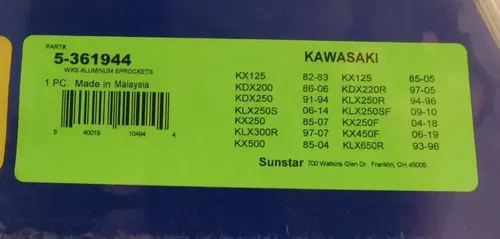 PART#
5-361944
WKS ALUMINUM SPROCKETS
1 PC. Made in Malaysia
8 40019 10494 4
KAWASAKI
KX125 82-83 KX125 85-05
KDX200 86-06 KDX220R 97-05
KDX250 91-94 KLX250R 94-96
KLX250S 06-14 KLX250SF 09-10
KX250 85-07 KX250F 04-18
KLX300R 97-07 KX450F 06-19
KX500 85-04 KLX650R 93-96
Sunstar 700 Watkins Glen Dr. Franklin, OH 45005